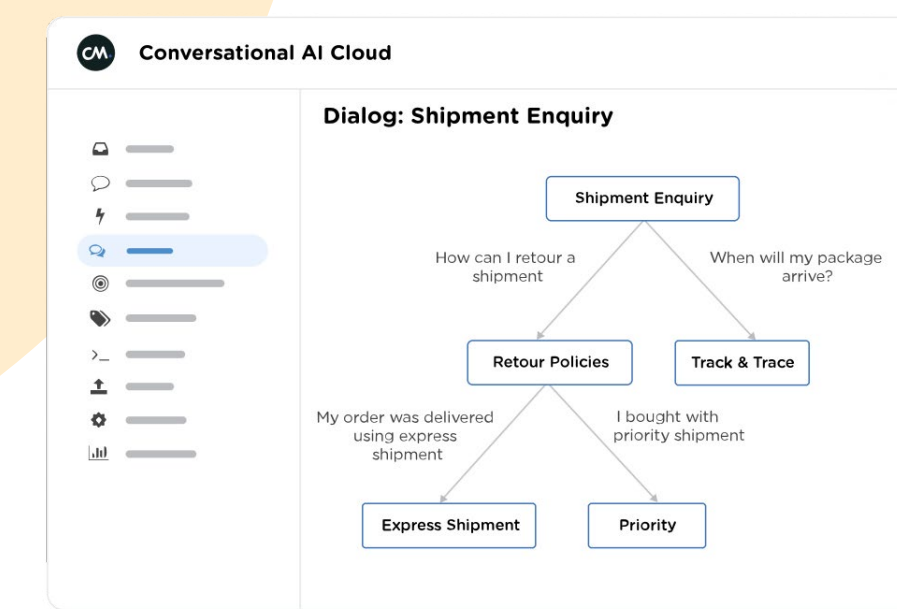 CM.
Conversational AI Cloud
Dialog: Shipment Enquiry
Shipment Enquiry
How can I retour a
shipment
When will my package
arrive?
Retour Policies
Track & Trace
My order was delivered
using express
shipment
I bought with
priority shipment
Express Shipment
Priority